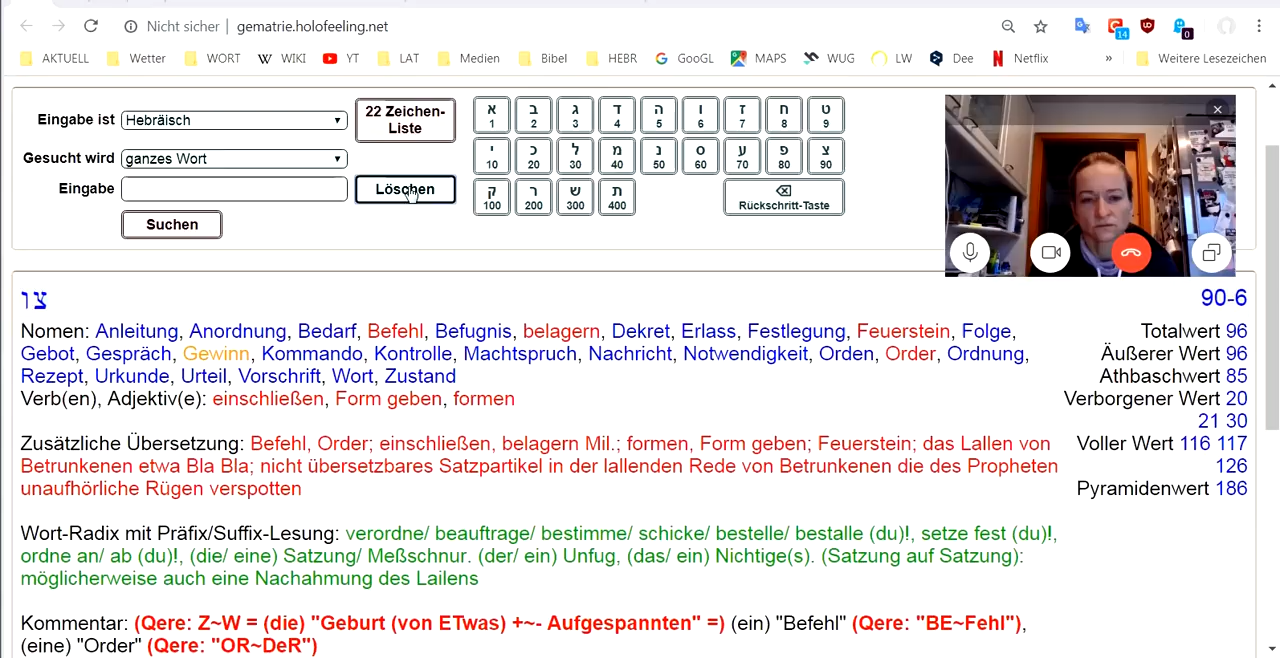 Nicht sicher | gematrie.holofeeling.net
AKTUELL Wetter WORT WIKI YT LAT Medien Bibel HEBR GooGL MAPS WUG LW Dee Netflix » Weitere Lesezeichen
14 0
Eingabe ist Hebräisch
22 Zeichen-
Liste
Gesucht wird ganzes Wort
Eingabe Löschen
Suchen
א ב ג ד ה ו ז ח ט
1 2 3 4 5 6 7 8 9
י כ ל מ נ ס ע פ צ
10 20 30 40 50 60 70 80 90
ק ר ש ת
100 200 300 400 Rückschritt-Taste
צו 90-6
Nomen: Anleitung, Anordnung, Bedarf, Befehl, Befugnis, belagern, Dekret, Erlass, Festlegung, Feuerstein, Folge,
Gebot, Gespräch, Gewinn, Kommando, Kontrolle, Machtspruch, Nachricht, Notwendigkeit, Orden, Order, Ordnung,
Rezept, Urkunde, Urteil, Vorschrift, Wort, Zustand
Verb(en), Adjektiv(e): einschließen, Form geben, formen
Zusätzliche Übersetzung: Befehl, Order; einschließen, belagern Mil.; formen, Form geben; Feuerstein; das Lallen von
Betrunkenen etwa Bla Bla; nicht übersetzbares Satzpartikel in der lallenden Rede von Betrunkenen die des Propheten
unaufhörliche Rügen verspotten
Wort-Radix mit Präfix/Suffix-Lesung: verordne/ beauftrage/ bestimme/ schicke/ bestelle/ bestalle (du)!, setze fest (du)!,
ordne an/ ab (du)!, (die/ eine) Satzung/ Meßschnur. (der/ ein) Unfug, (das/ ein) Nichtige(s). (Satzung auf Satzung):
möglicherweise auch eine Nachahmung des Lailens
Kommentar: (Qere: Z~W = (die) "Geburt (von ETwas) +~- Aufgespannten" =) (ein) "Befehl" (Qere: "BE~Fehl"),
(eine) "Order" (Qere: "OR~DeR")
Totalwert 96
Äußerer Wert 96
Athbaschwert 85
Verborgener Wert 20
21 30
Voller Wert 116 117
126
Pyramidenwert 186